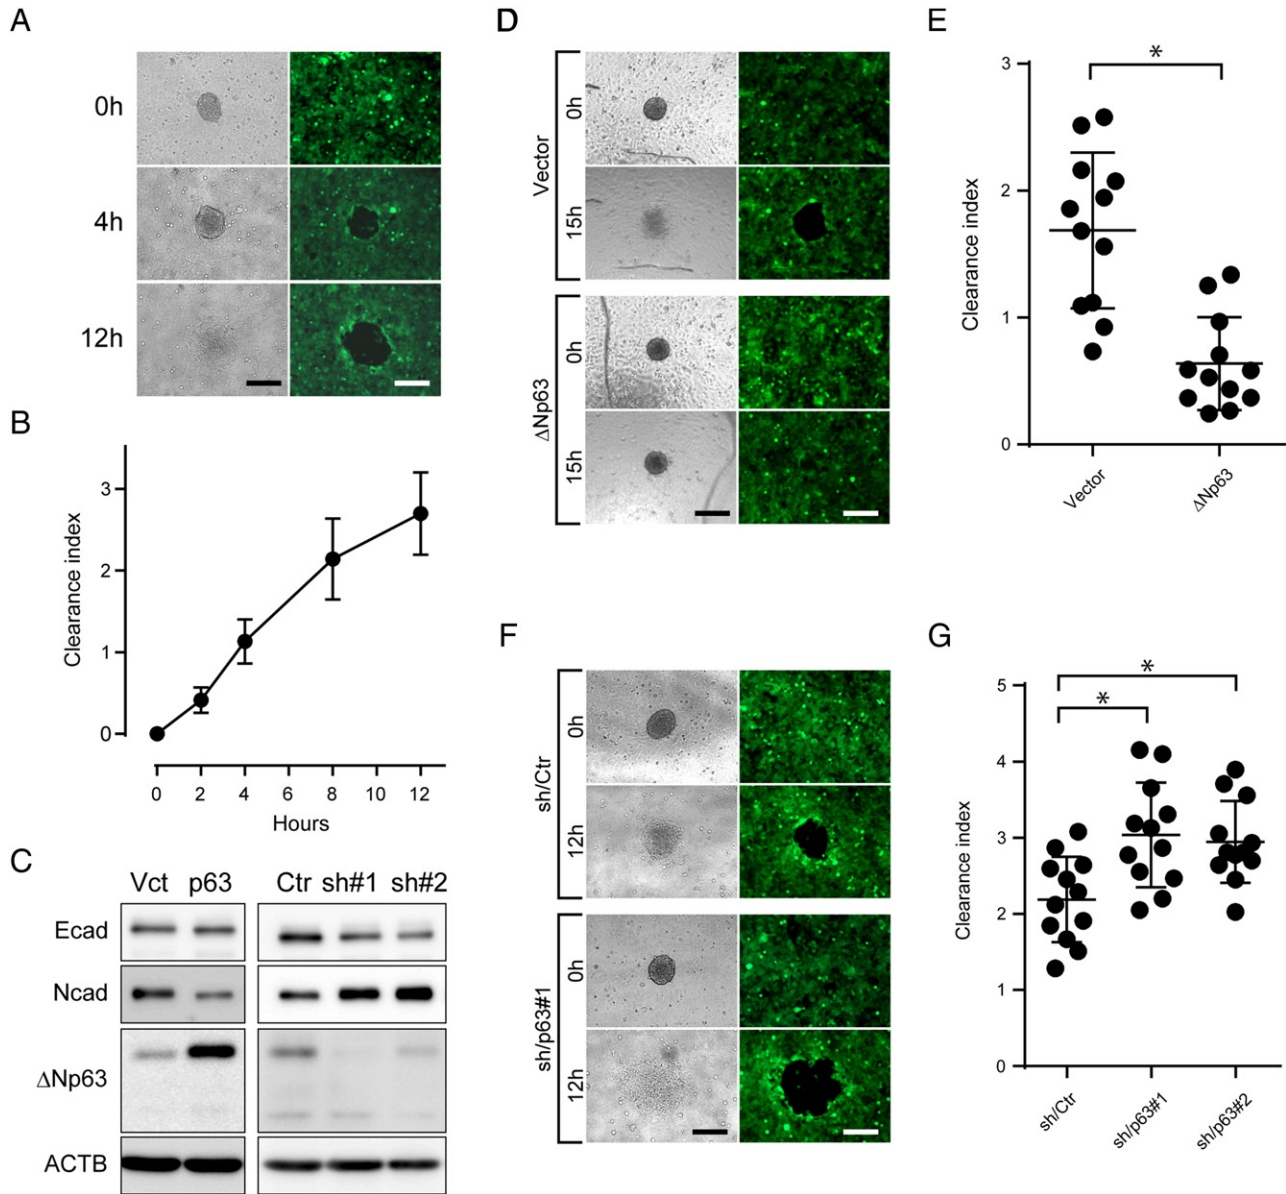 A
0h
4h
12h
B
Clearance index
3
2
1
0
0 2 4 6 8 10 12
Hours
C
Vct p63 Ctr sh#1 sh#2
Ecad
Ncad
ΔNp63
ACTB
D
Vector
0h
15h
ΔNp63
0h
15h
E
Clearance index
3
2
1
0
Vector ΔNp63
*
F
sh/Ctr
0h
12h
sh/p63#1
0h
12h
G
Clearance index
5
4
3
2
1
0
sh/Ctr sh/p63#1 sh/p63#2
*
*